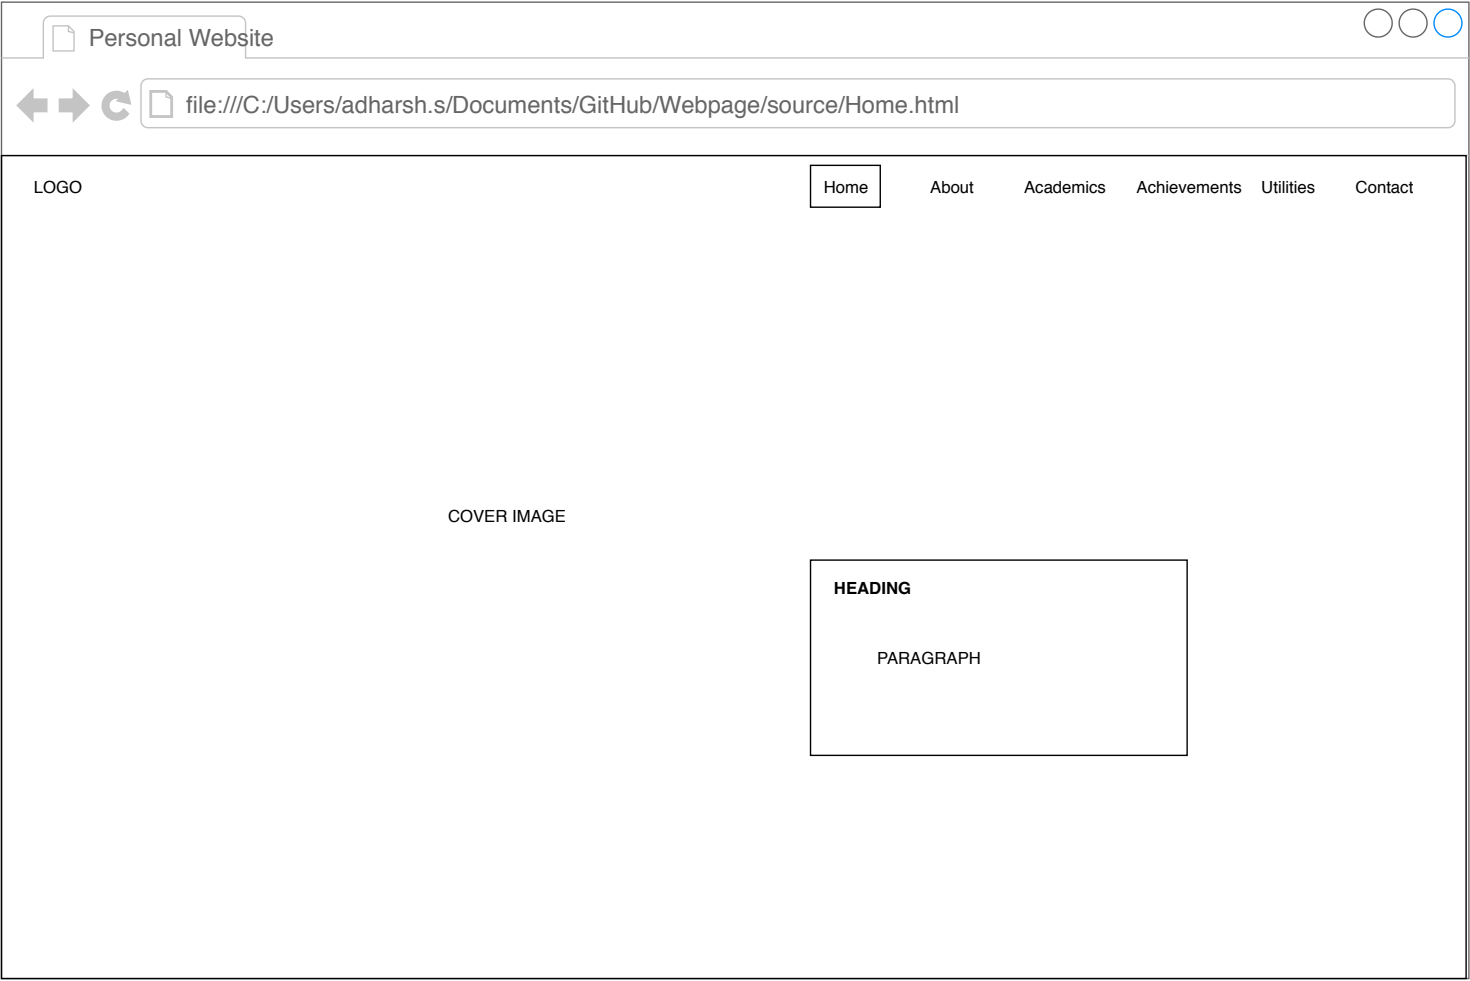 Personal Website
file:///C:/Users/adharsh.s/Documents/GitHub/Webpage/source/Home.html
LOGO Home About Academics Achievements Utilities Contact
COVER IMAGE
HEADING
PARAGRAPH